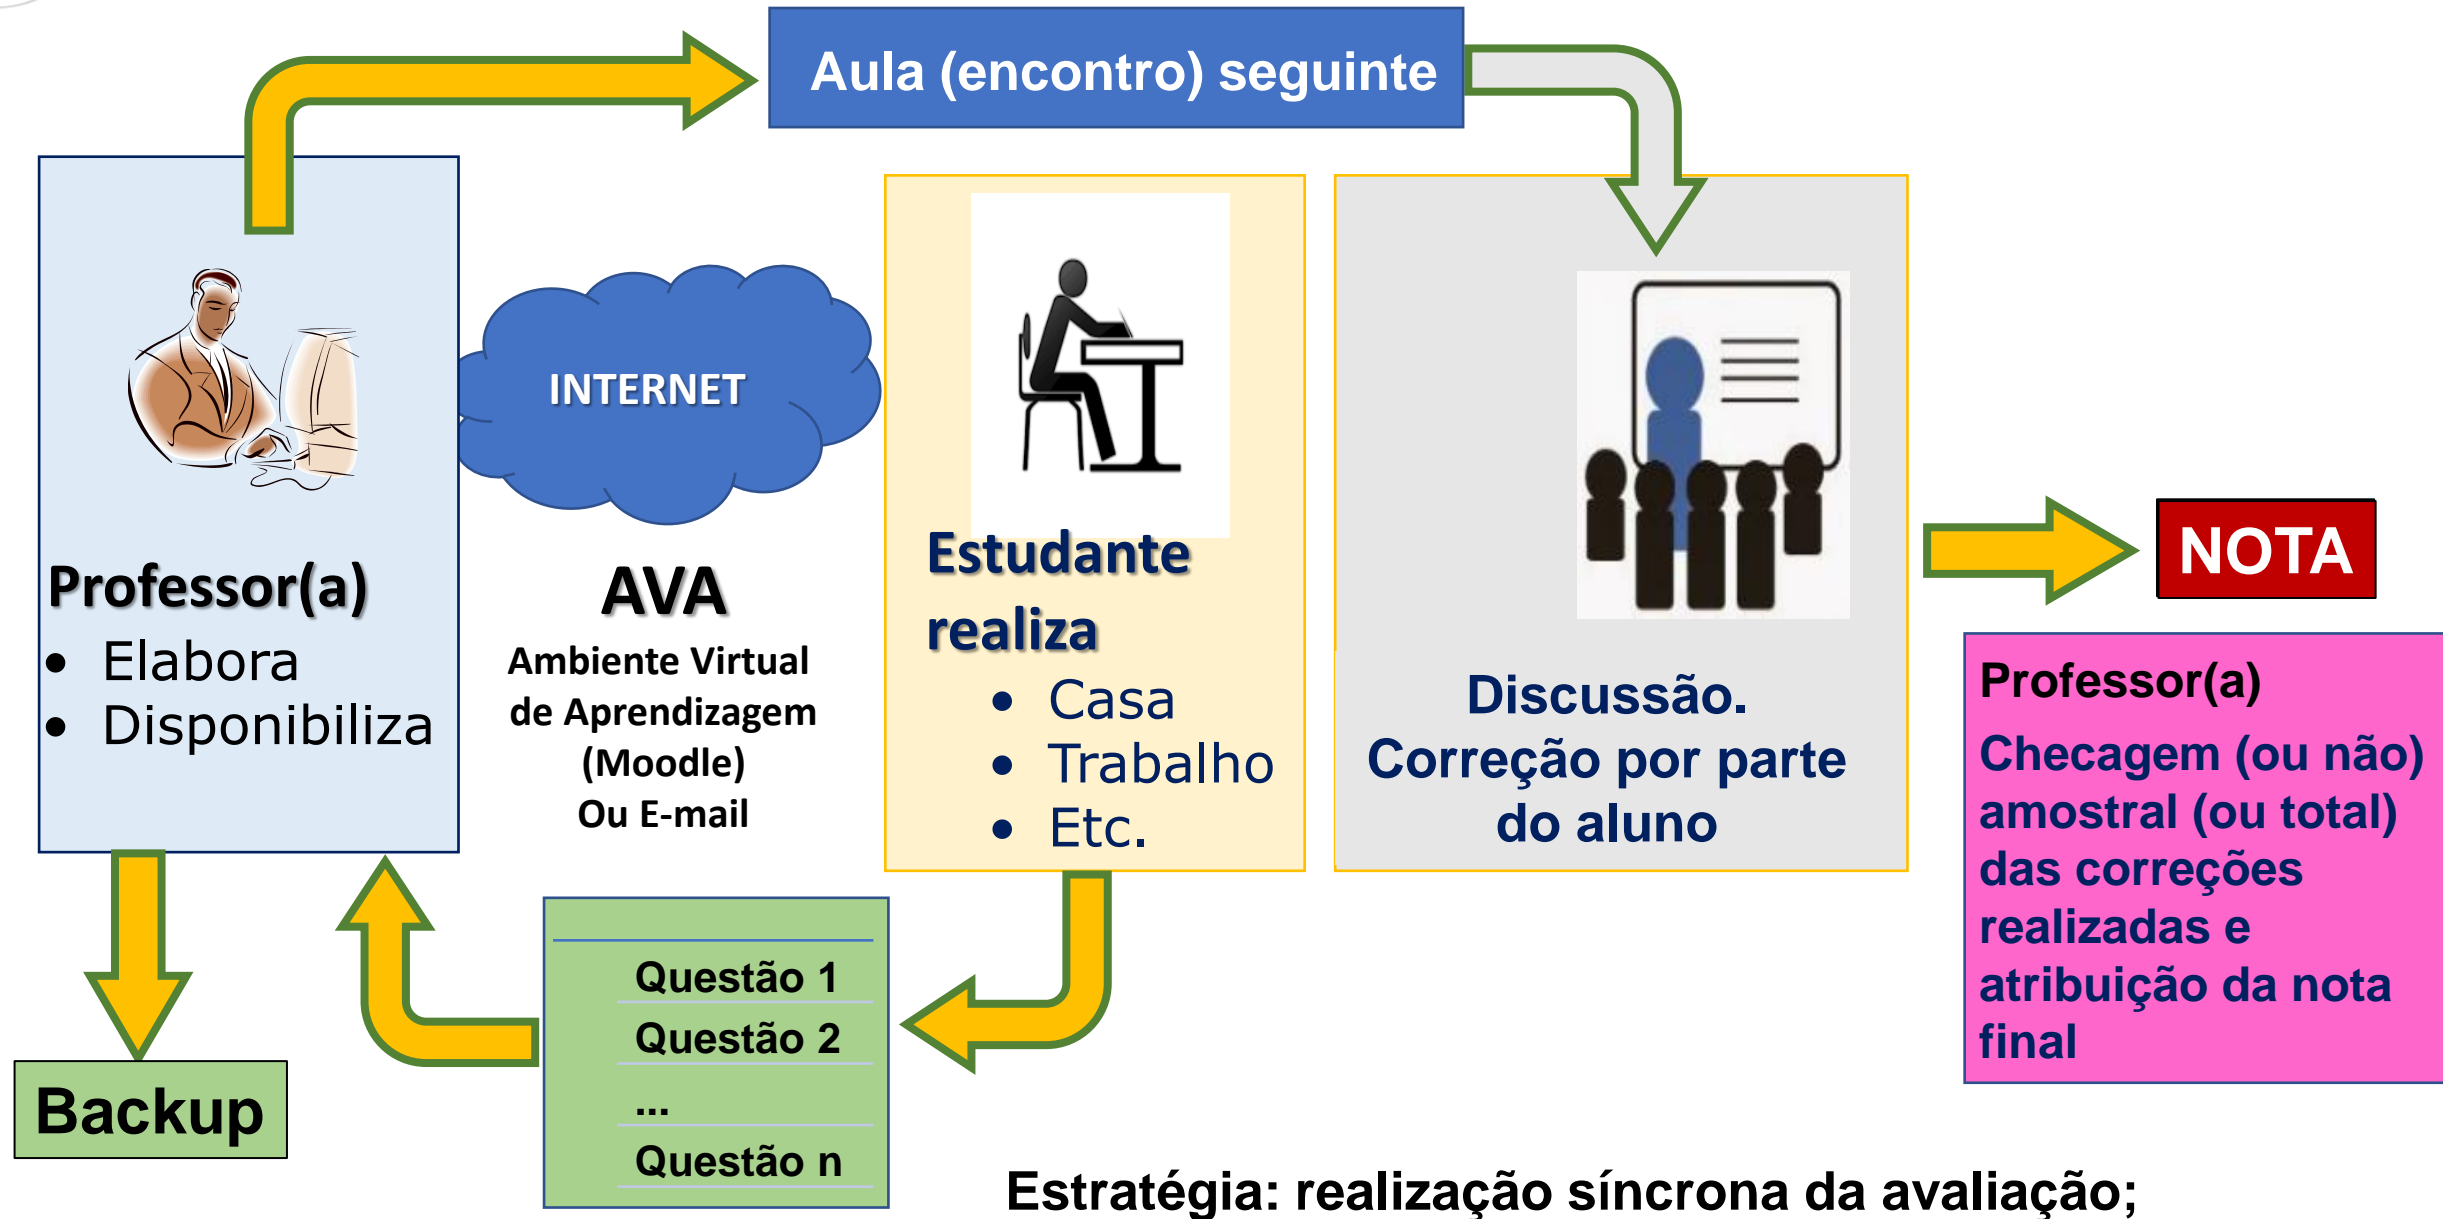 Aula (encontro) seguinte
Professor(a)
• Elabora
• Disponibiliza
INTERNET
AVA
Ambiente Virtual
de Aprendizagem
(Moodle)
Ou E-mail
Estudante
realiza
• Casa
• Trabalho
• Etc.
Discussão.
Correção por parte
do aluno
NOTA
Professor(a)
Checagem (ou não)
amostral (ou total)
das correções
realizadas e
atribuição da nota
final
Backup
Questão 1
Questão 2
...
Questão n
Estratégia: realização síncrona da avaliação;